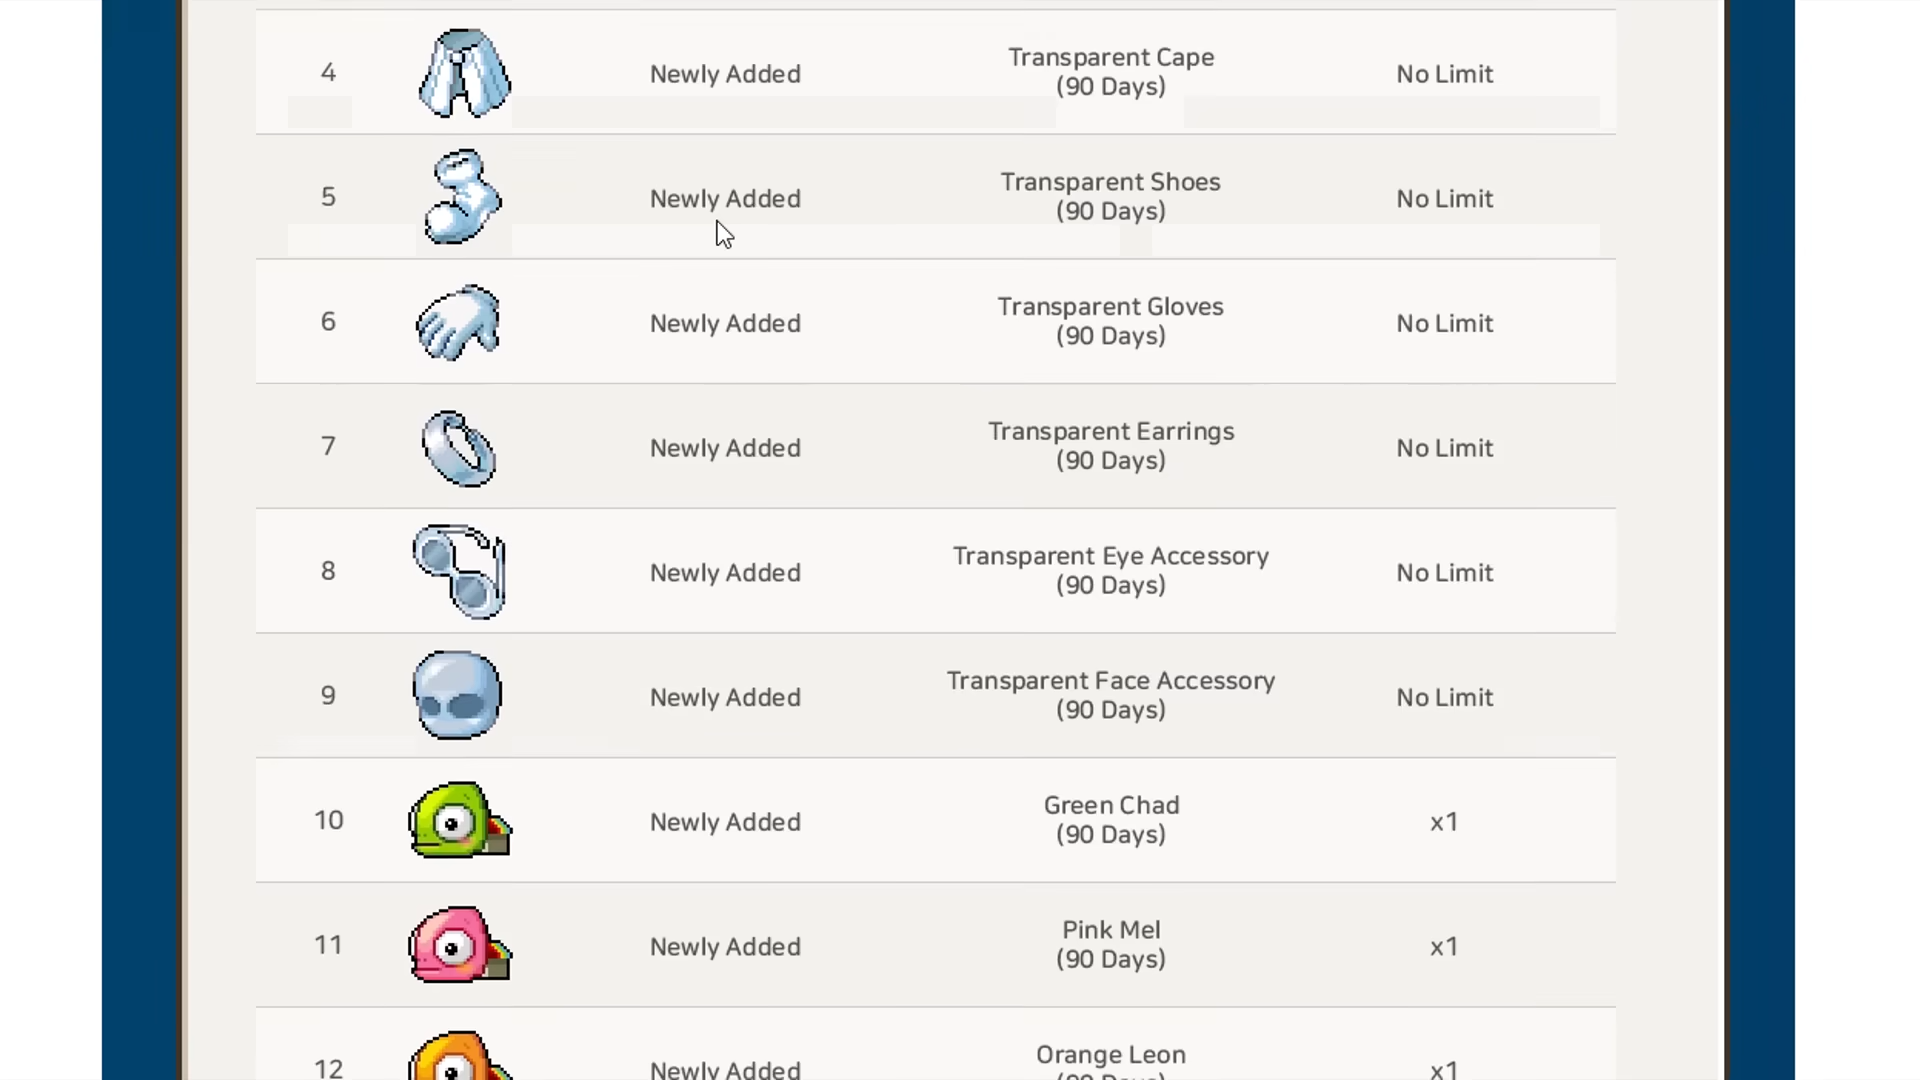 4
Newly Added
Transparent Cape
(90 Days)
No Limit
5
Newly Added
Transparent Shoes
(90 Days)
No Limit
6
Newly Added
Transparent Gloves
(90 Days)
No Limit
7
Newly Added
Transparent Earrings
(90 Days)
No Limit
8
Newly Added
Transparent Eye Accessory
(90 Days)
No Limit
9
Newly Added
Transparent Face Accessory
(90 Days)
No Limit
10
Newly Added
Green Chad
(90 Days)
x1
11
Newly Added
Pink Mel
(90 Days)
x1
12
Newly Added
Orange Leon
x1